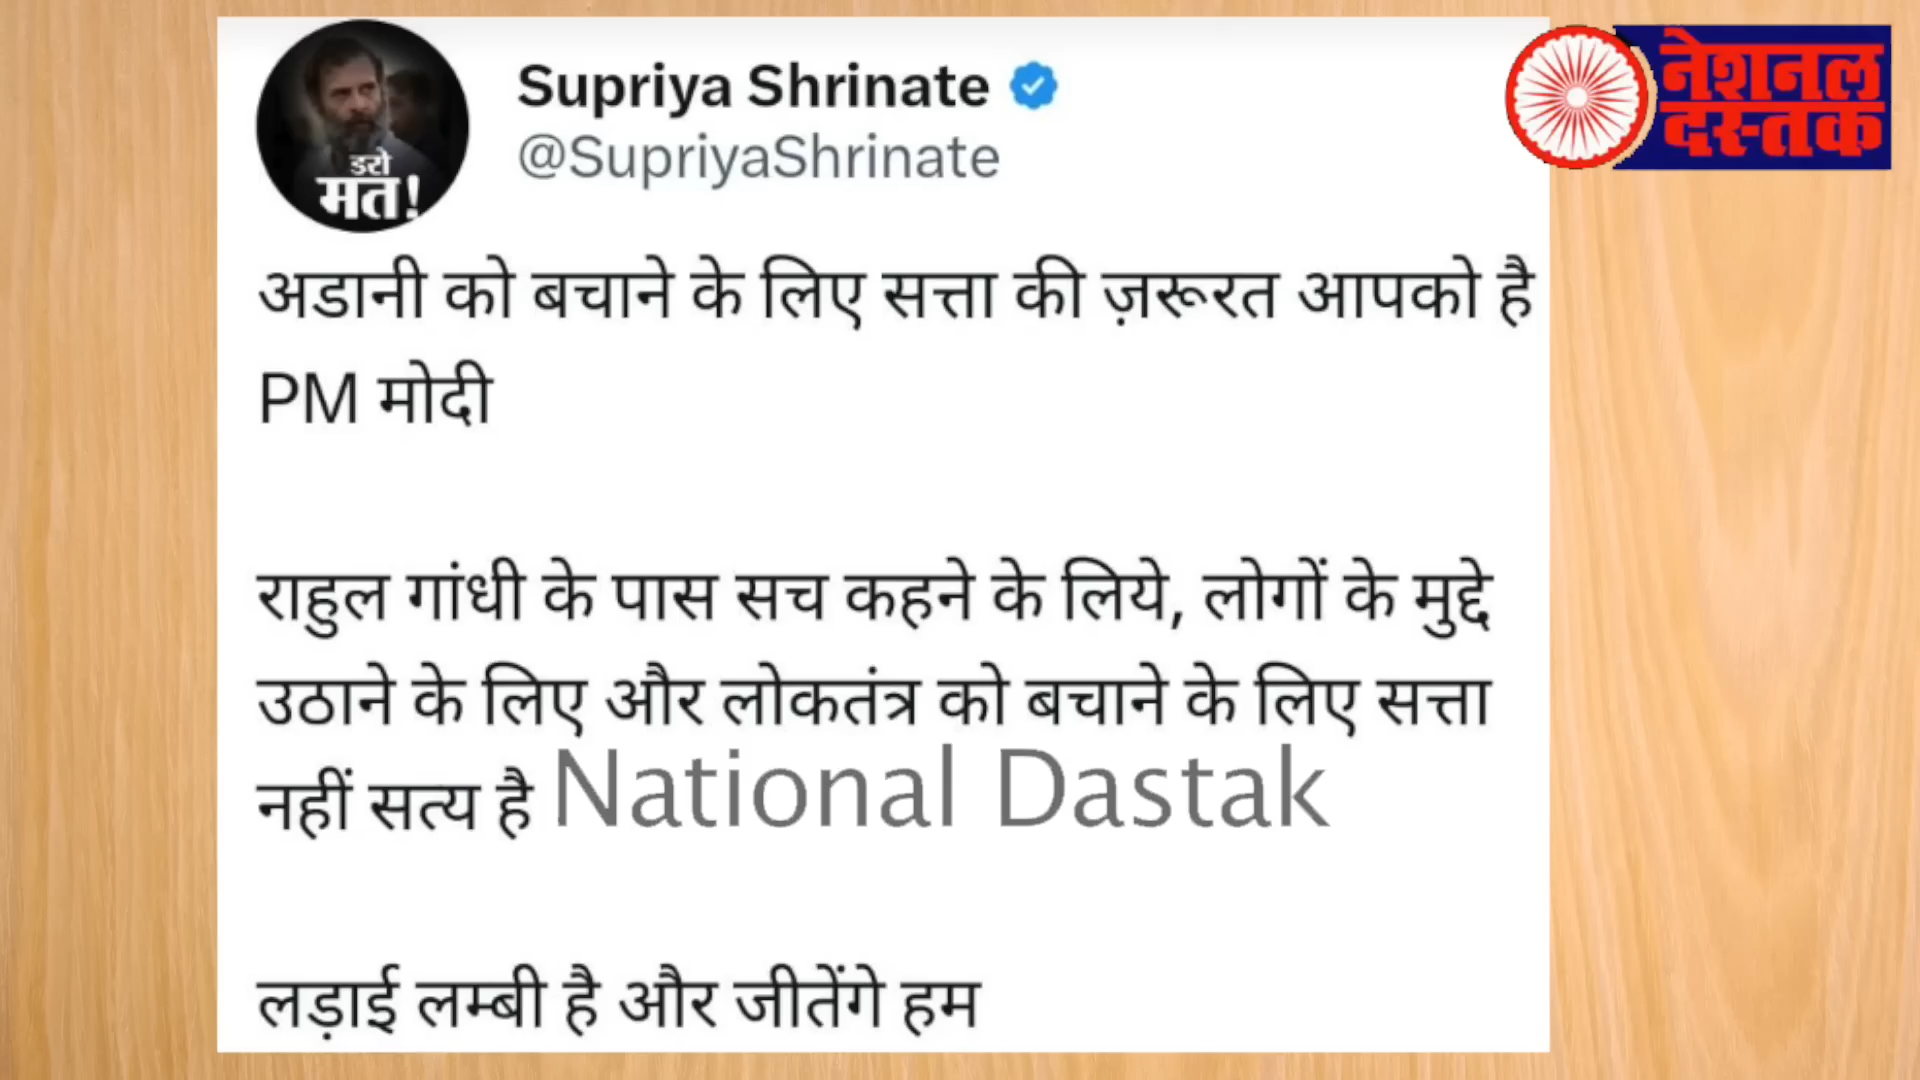 Supriya Shrinate
@SupriyaShrinate
डरो
मत!
नेशनल
दस्तक
अडानी को बचाने के लिए सत्ता की ज़रूरत आपको है
PM मोदी
राहुल गांधी के पास सच कहने के लिये, लोगों के मुद्दे
उठाने के लिए और लोकतंत्र को बचाने के लिए सत्ता
नहीं सत्य है
National Dastak
लड़ाई लम्बी है और जीतेंगे हम